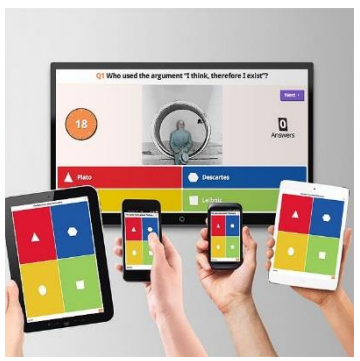 Q1 Who used the argument "I think, therefore I exist"?
Next
18
0
Answers
Plato
Descartes
Leibniz